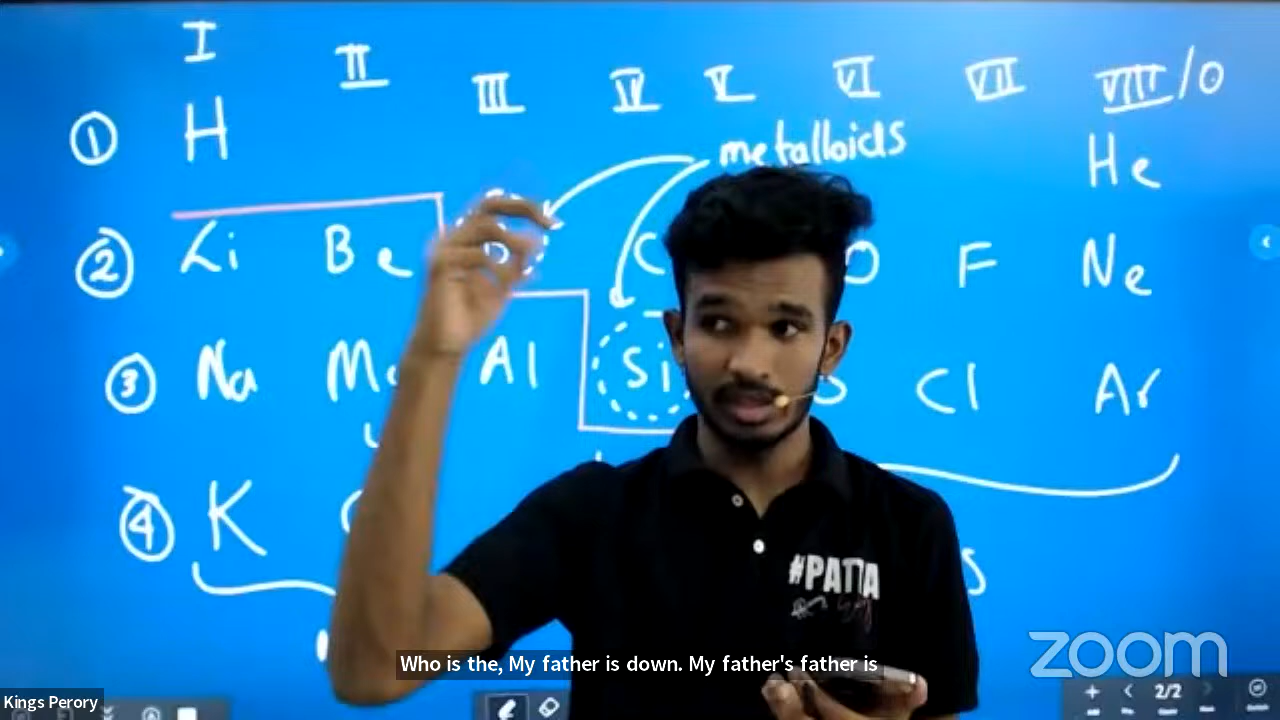 I II III IV V VI VII VIII/0
① H He
metalloids
② Li Be F Ne
③ Na Al Si Cl Ar
④ K
#PATTA
Who is the, My father is down. My father's father is
zoom
Kings Perory
2/2